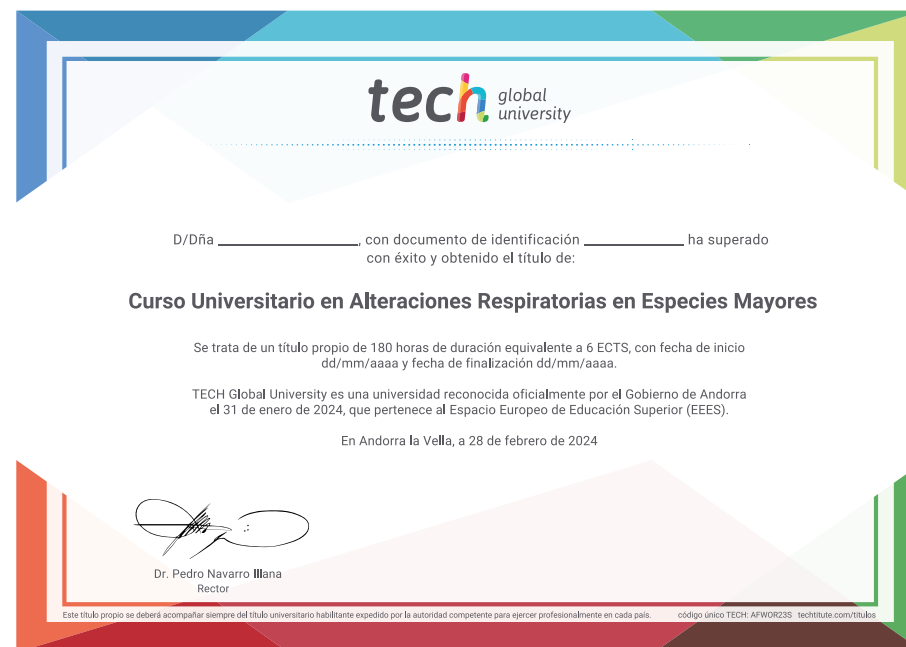 tech global university
D/Dña ____________________, con documento de identificación ______________ ha superado
con éxito y obtenido el título de:
Curso Universitario en Alteraciones Respiratorias en Especies Mayores
Se trata de un título propio de 180 horas de duración equivalente a 6 ECTS, con fecha de inicio
dd/mm/aaaa y fecha de finalización dd/mm/aaaa.
TECH Global University es una universidad reconocida oficialmente por el Gobierno de Andorra
el 31 de enero de 2024, que pertenece al Espacio Europeo de Educación Superior (EEES).
En Andorra la Vella, a 28 de febrero de 2024
Dr. Pedro Navarro Illana
Rector
Este título propio se deberá acompañar siempre del título universitario habilitante expedido por la autoridad competente para ejercer profesionalmente en cada país. código único TECH: AFWOR23S techtitute.com/titulos